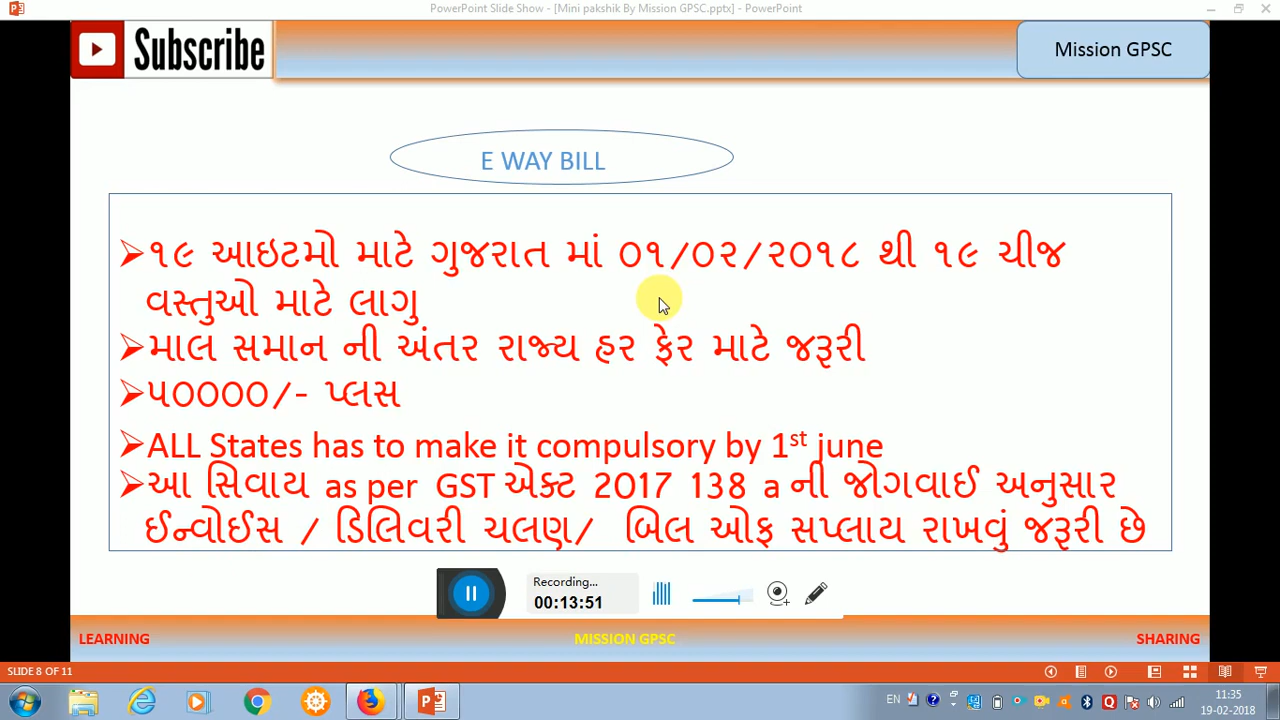 PowerPoint Slide Show - [Mini pakshik By Mission GPSC.pptx] - PowerPoint
Subscribe
Mission GPSC
E WAY BILL
૧૯ આઇટમો માટે ગુજરાત માં ૦૧/૦૨/૨૦૧૮ થી ૧૯ ચીજ
વસ્તુઓ માટે લાગુ
માલ સમાન ની અંતર રાજ્ય હર ફેર માટે જરૂરી
૫૦૦૦૦/- પ્લસ
ALL States has to make it compulsory by 1st june
આ સિવાય as per GST એક્ટ 2017 138 a ની જોગવાઈ અનુસાર
ઈન્વોઈસ / ડિલિવરી ચલણ/ બિલ ઓફ સપ્લાય રાખવું જરૂરી છે
Recording...
00:13:51
LEARNING
MISSION GPSC
SHARING
SLIDE 8 OF 11
EN
11:35
19-02-2018